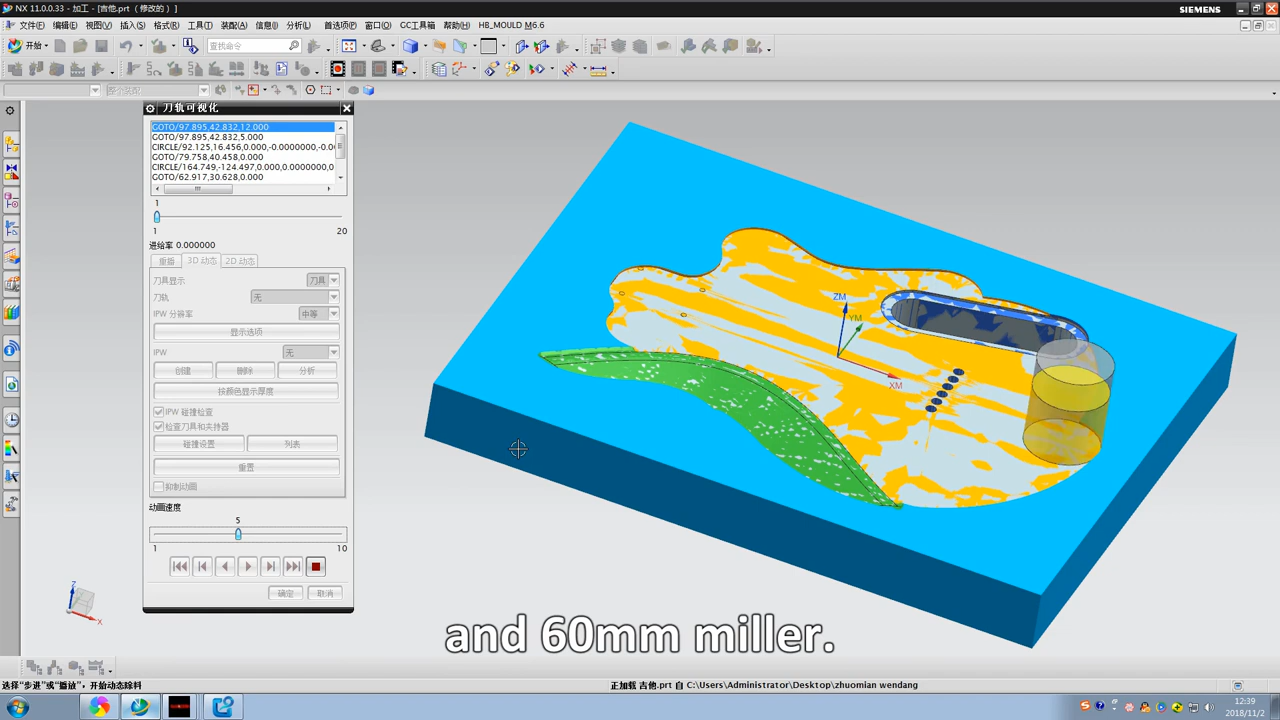 NX 11.0.0.33 - 加工 - [吉他.prt （修改的）]
SIEMENS
文件(F) 编辑(E) 视图(V) 插入(S) 格式(R) 工具(T) 装配(A) 信息(I) 分析(L) 首选项(P) 窗口(O) GC工具箱 帮助(H) HB_MOULD M6.6
开始
查找命令
整个装配
刀轨可视化
GOTO/97.895,42.832,12.000
GOTO/97.895,42.832,5.000
CIRCLE/92.125,16.456,0.000,-0.0000000,-0.0
GOTO/79.758,40.458,0.000
CIRCLE/164.749,-124.497,0.000,0.0000000,0
GOTO/62.917,30.628,0.000
1
1 20
进给率 0.000000
重播 3D 动态 2D 动态
刀具显示 刀具
刀轨 无
IPW 分辨率 中等
显示选项
IPW 无
创建 删除 分析
按颜色显示厚度
IPW 碰撞检查
检查刀具和夹持器
碰撞设置 列表
重置
抑制动画
动画速度
5
1 10
确定 取消
ZM
YM
XM
Z
X
and 60mm miller.
选择“步进”或“播放”，开始动态除料
正加载 吉他.prt 自 C:\Users\Administrator\Desktop\zhuomian wendang
12:39
2018/11/2